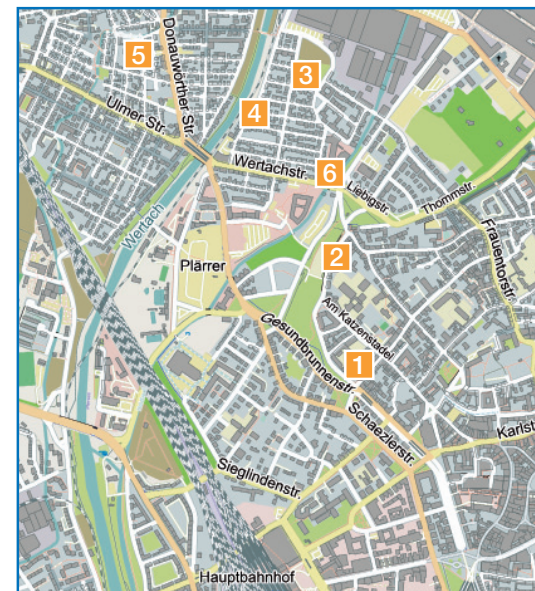 5
Donauwörther Str.
3
4
Ulmer Str.
Wertachstr.
6
Liebigstr.
Thommstr.
Wertach
Frauentorstr.
Plärrer
2
Am Katzenstadel
Gesundbrunnenstr.
1
Schaezlerstr.
Karlst
Sieglindenstr.
Hauptbahnhof